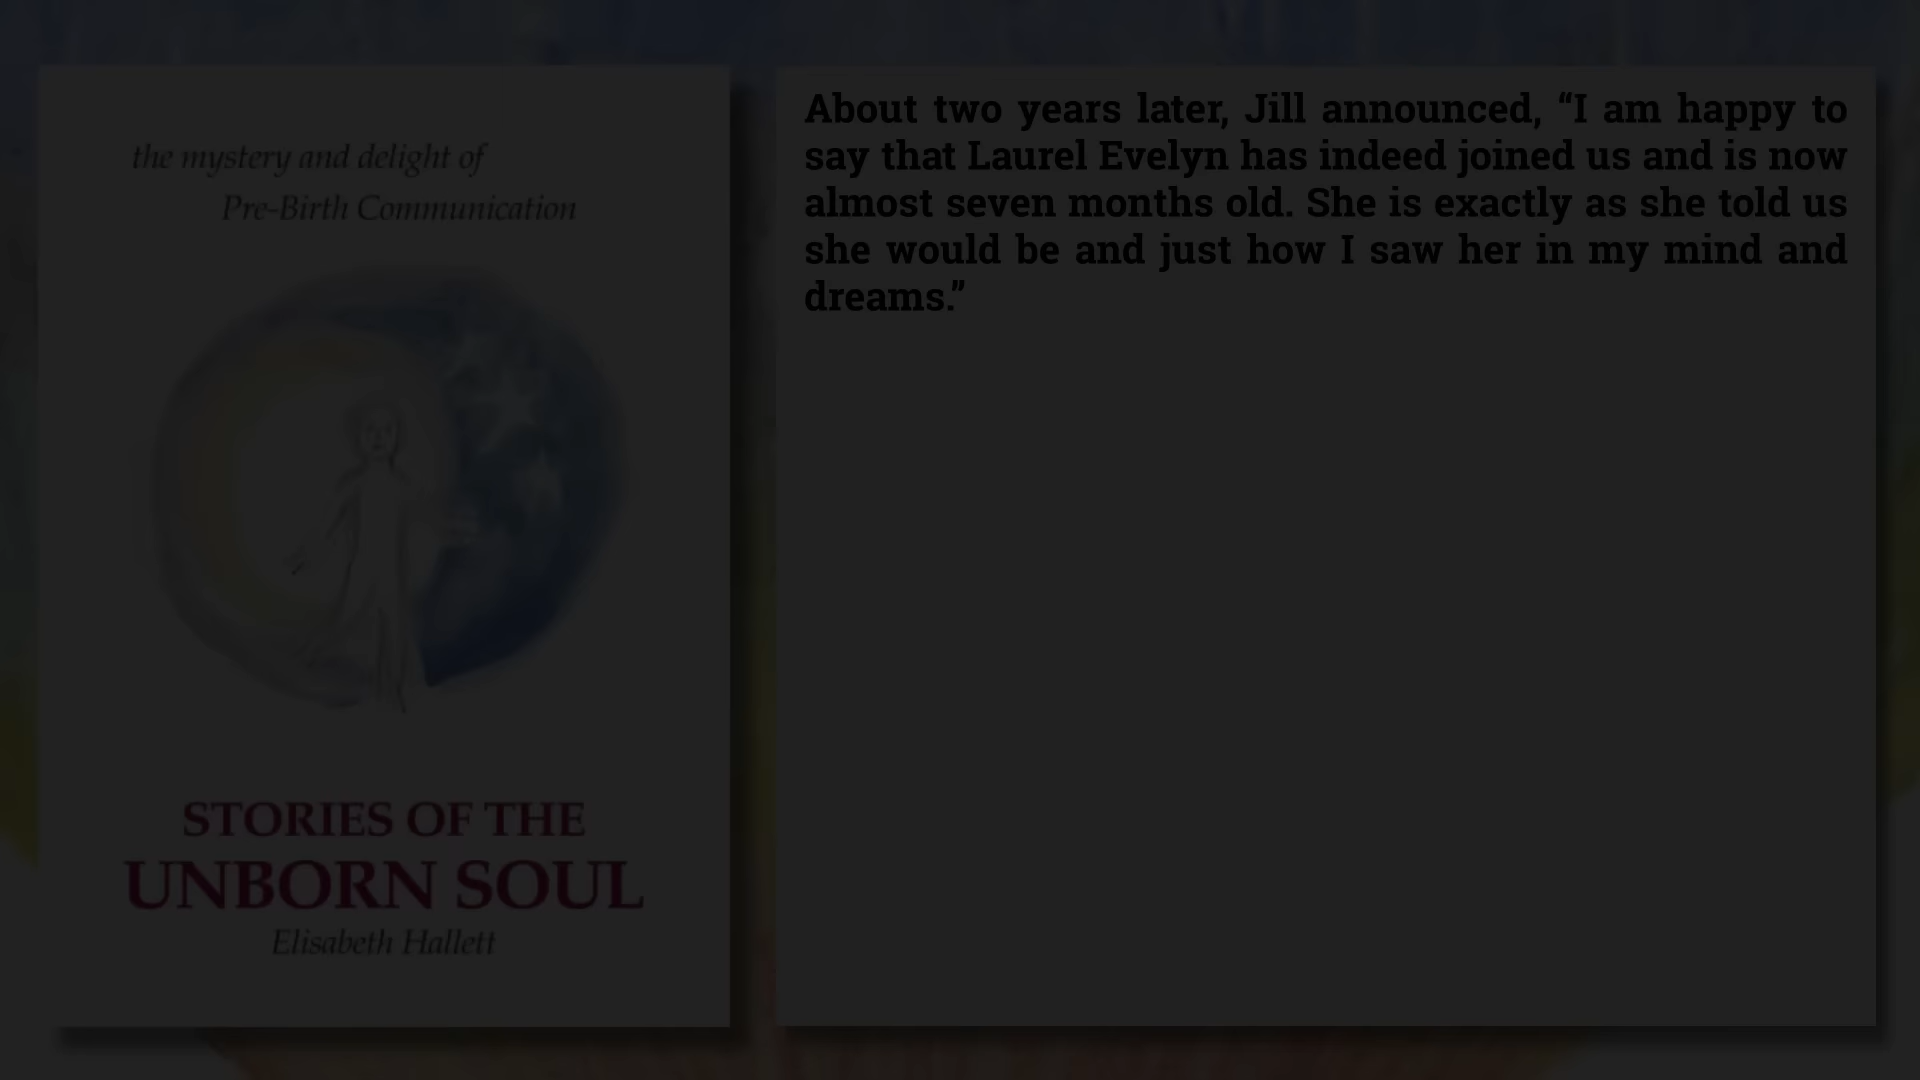 the mystery and delight of
Pre-Birth Communication
STORIES OF THE
UNBORN SOUL
Elisabeth Hallett
About two years later, Jill announced, “I am happy to
say that Laurel Evelyn has indeed joined us and is now
almost seven months old. She is exactly as she told us
she would be and just how I saw her in my mind and
dreams.”